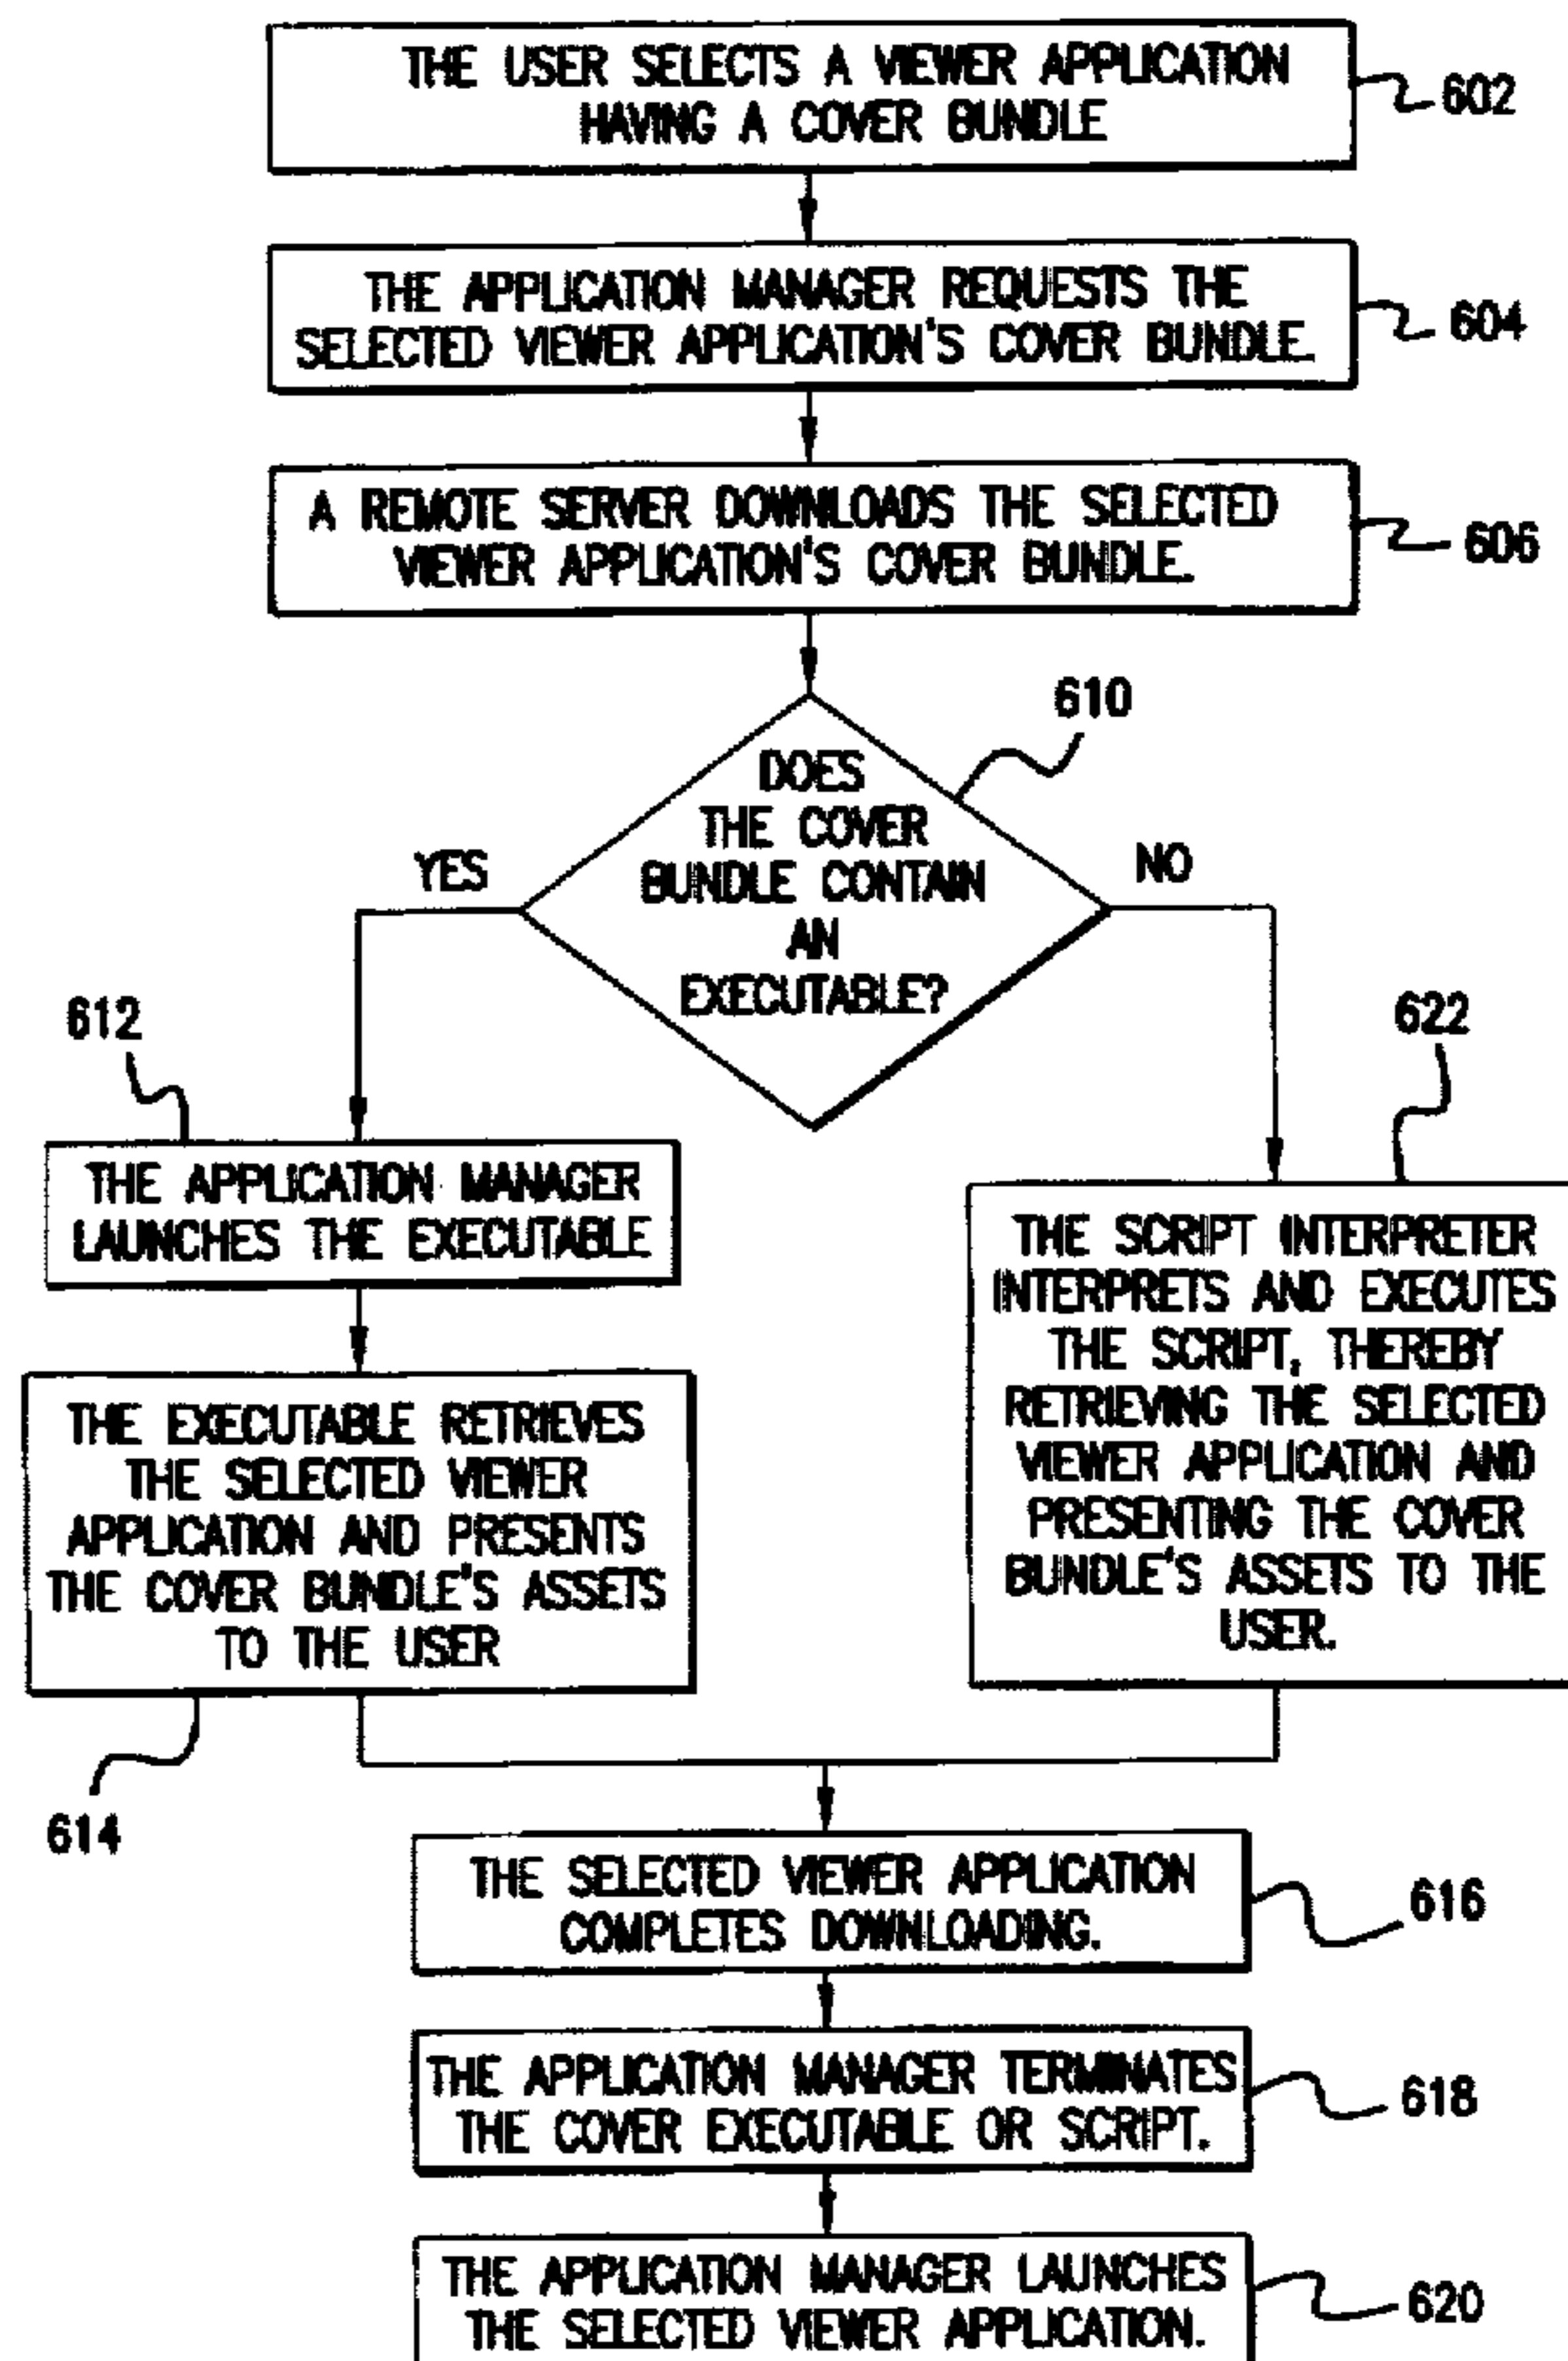 THE USER SELECTS A VIEWER APPLICATION
HAVING A COVER BUNDLE
602
THE APPLICATION MANAGER REQUESTS THE
SELECTED VIEWER APPLICATION'S COVER BUNDLE.
604
A REMOTE SERVER DOWNLOADS THE SELECTED
VIEWER APPLICATION'S COVER BUNDLE.
606
610
DOES
THE COVER
BUNDLE CONTAIN
AN
EXECUTABLE?
YES
NO
612
THE APPLICATION MANAGER
LAUNCHES THE EXECUTABLE
622
THE SCRIPT INTERPRETER
INTERPRETS AND EXECUTES
THE SCRIPT, THEREBY
RETRIEVING THE SELECTED
VIEWER APPLICATION AND
PRESENTING THE COVER
BUNDLE'S ASSETS TO THE
USER.
THE EXECUTABLE RETRIEVES
THE SELECTED VIEWER
APPLICATION AND PRESENTS
THE COVER BUNDLE'S ASSETS
TO THE USER
614
THE SELECTED VIEWER APPLICATION
COMPLETES DOWNLOADING.
616
THE APPLICATION MANAGER TERMINATES
THE COVER EXECUTABLE OR SCRIPT.
618
THE APPLICATION MANAGER LAUNCHES
THE SELECTED VIEWER APPLICATION.
620